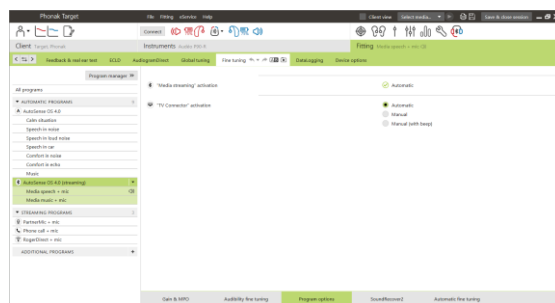 Phonak Target
File Fitting eService Help
Client view
Select media...
Save & close session
Connect
Client Target, Phonak
Instruments Audéo P90-R
Fitting Media speech + mic
Feedback & real ear test
ECLD
AudiogramDirect
Global tuning
Fine tuning
DataLogging
Device options
Program manager
All programs
AUTOMATIC PROGRAMS
AutoSense OS 4.0
Calm situation
Speech in noise
Speech in loud noise
Speech in car
Comfort in noise
Comfort in echo
Music
AutoSense OS 4.0 (streaming)
Media speech + mic
Media music + mic
STREAMING PROGRAMS
PartnerMic + mic
Phone call + mic
RogerDirect + mic
ADDITIONAL PROGRAMS +
"Media streaming" activation
Automatic
"TV Connector" activation
Automatic
Manual
Manual (with beep)
Gain & MPO
Audibility fine tuning
Program options
SoundRecover2
Automatic fine tuning